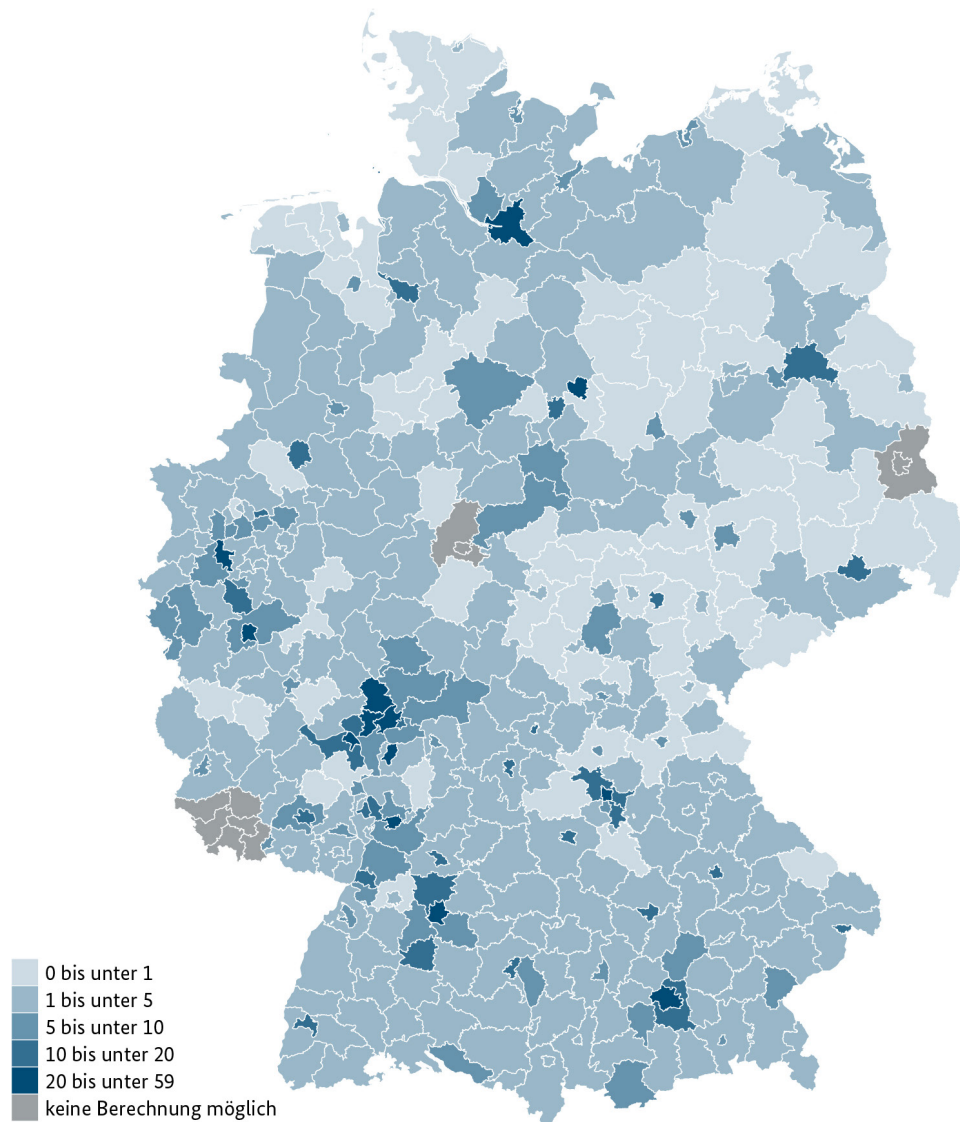 0 bis unter 1
1 bis unter 5
5 bis unter 10
10 bis unter 20
20 bis unter 59
keine Berechnung möglich